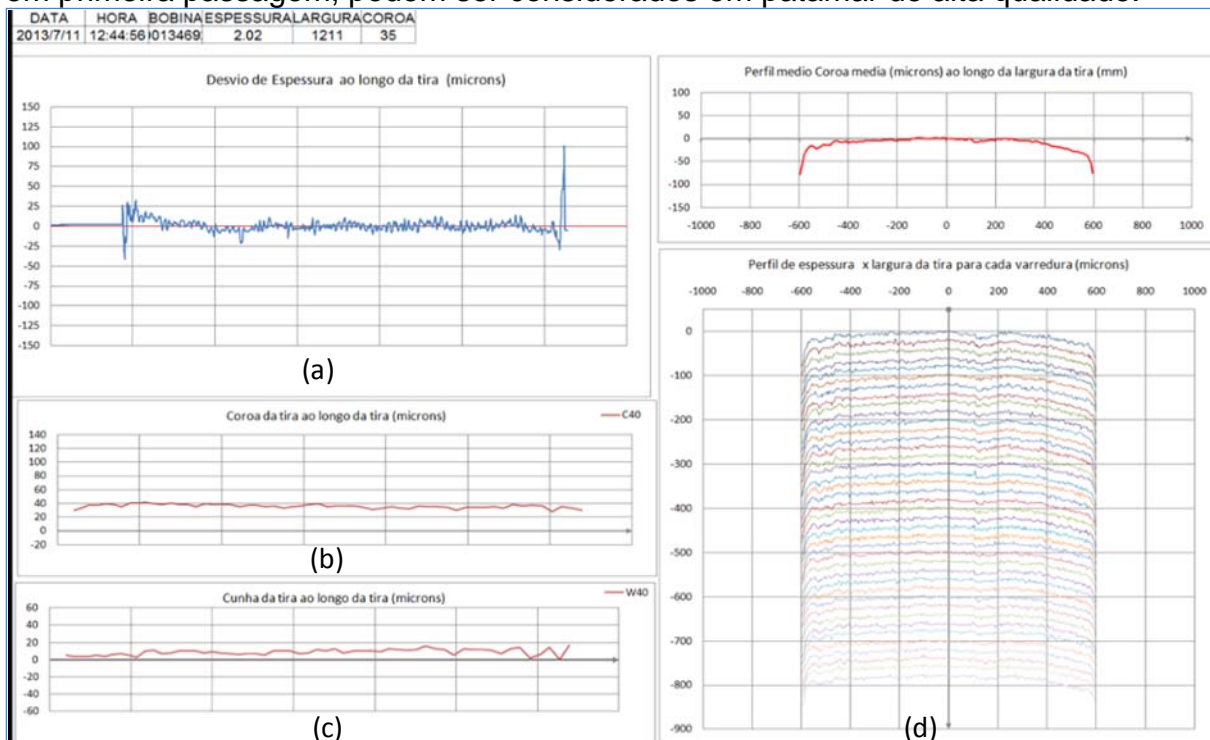 em primeira passagem, podem ser considerados em patamar de alta qualidade.
DATA HORA BOBINA ESPESSURA LARGURA COROA
2013/7/11 12:44:56 0013469 2.02 1211 35
Desvio de Espessura ao longo da tira (microns)
150
125
100
75
50
25
0
-25
-50
-75
-100
-125
-150
(a)
Coroa da tira ao longo da tira (microns)
C40
140
120
100
80
60
40
20
0
-20
(b)
Cunha da tira ao longo da tira (microns)
W40
60
40
20
0
-20
-40
-60
(c)
Perfil medio Coroa media (microns) ao longo da largura da tira (mm)
100
50
0
-50
-100
-150
-1000 -800 -600 -400 -200 0 200 400 600 800 1000
Perfil de espessura x largura da tira para cada varredura (microns)
-1000 -800 -600 -400 -200 0 200 400 600 800 1000
0
-100
-200
-300
-400
-500
-600
-700
-800
-900
(d)